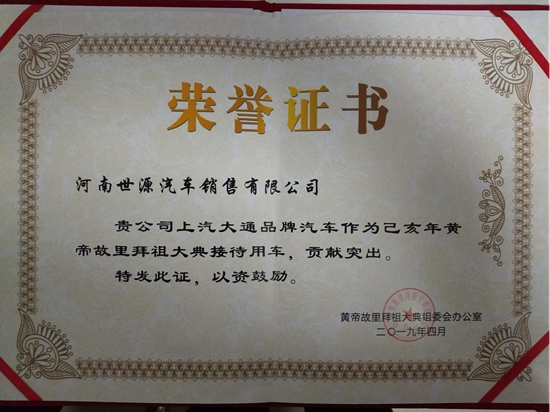 荣誉证书
河南世源汽车销售有限公司
贵公司上汽大通品牌汽车作为己亥年黄
帝故里拜祖大典接待用车，贡献突出。
特发此证，以资鼓励。
黄帝故里拜祖大典组委会办公室
二〇一九年四月